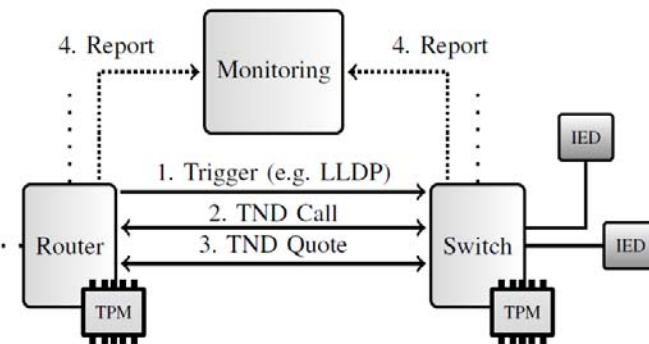 4. Report
4. Report
Monitoring
1. Trigger (e.g. LLDP)
2. TND Call
3. TND Quote
Router
Switch
IED
IED
TPM
TPM